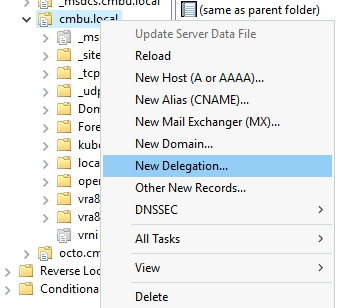 _msdcs.cmbu.local
cmbu.local
_ms
_site
_tcp
_udp
Dom
Fore
kube
loca
oper
vra8
vra8
vrni
octo.cm
Reverse Loo
Conditiona
(same as parent folder)
Update Server Data File
Reload
New Host (A or AAAA)...
New Alias (CNAME)...
New Mail Exchanger (MX)...
New Domain...
New Delegation...
Other New Records...
DNSSEC
All Tasks
View
Delete